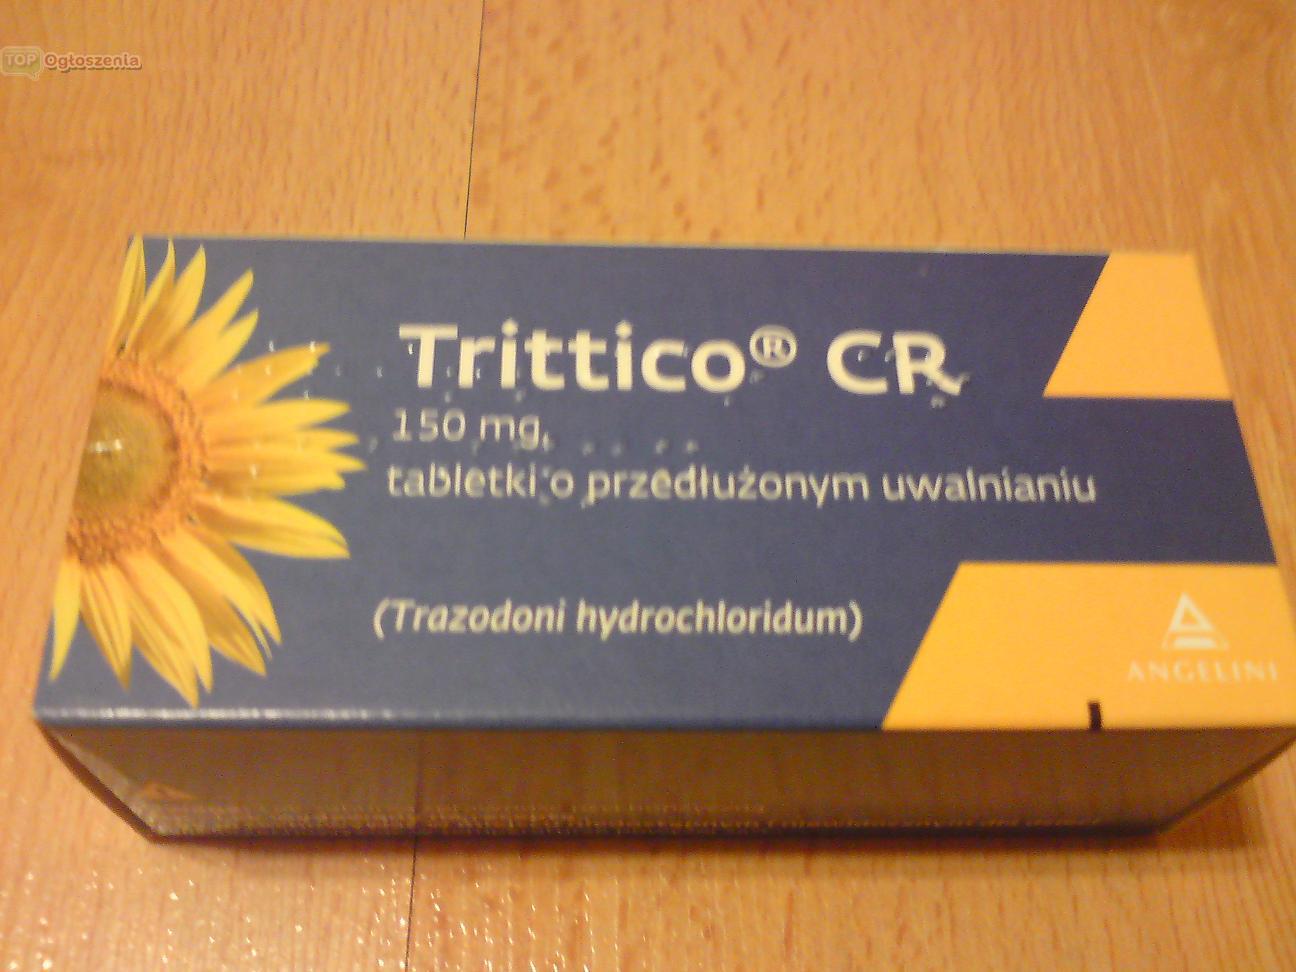 TOP Ogłoszenia
Trittico® CR
150 mg,
tabletki o przedłużonym uwalnianiu
(Trazodoni hydrochloridum)
ANGELINI